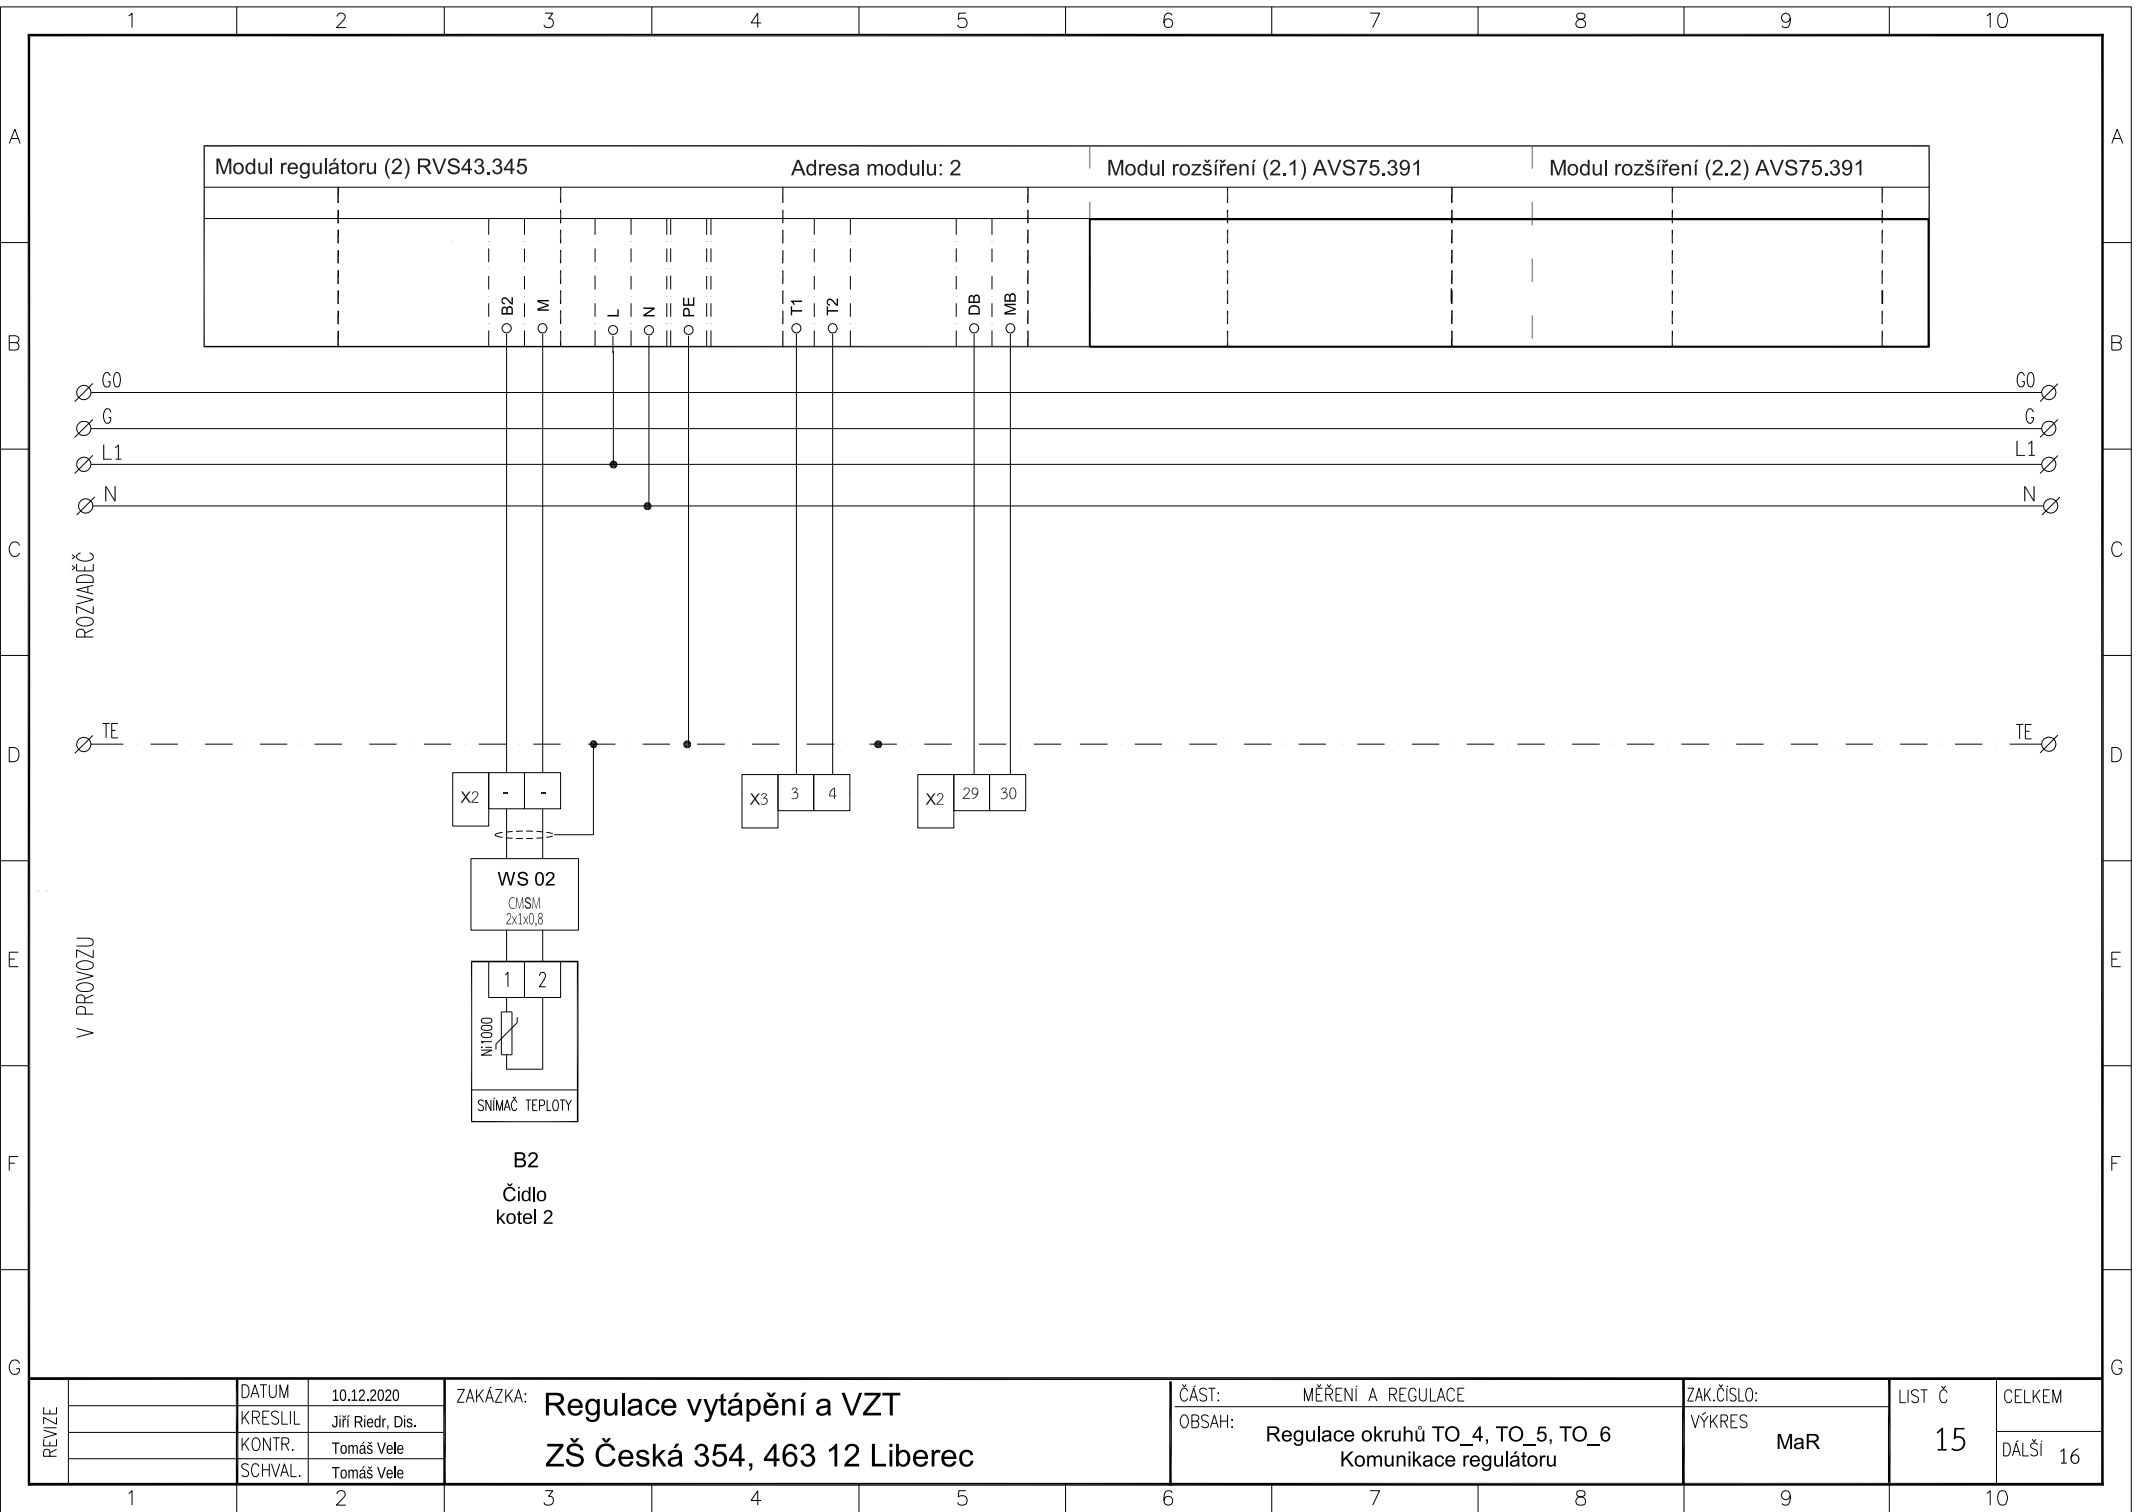 1 2 3 4 5 6 7 8 9 10
A A
Modul regulátoru (2) RVS43.345 Adresa modulu: 2 Modul rozšíření (2.1) AVS75.391 Modul rozšíření (2.2) AVS75.391
B2 M L N PE T1 T2 DB MB
B B
G0 G0
G G
L1 L1
N N
C C
ROZVADĚČ
TE TE
D D
X2 - - X3 3 4 X2 29 30
WS 02
CMSM
2x1x0,8
E E
V PROVOZU
1 2
Ni1000
SNÍMAČ TEPLOTY
B2
F F
Čidlo
kotel 2
G G
REVIZE
DATUM 10.12.2020
KRESLIL Jiří Riedr, Dis.
KONTR. Tomáš Vele
SCHVAL. Tomáš Vele
ZAKÁZKA: Regulace vytápění a VZT
ZŠ Česká 354, 463 12 Liberec
ČÁST: MĚŘENÍ A REGULACE
OBSAH: Regulace okruhů TO_4, TO_5, TO_6
Komunikace regulátoru
ZAK.ČÍSLO:
VÝKRES MaR
LIST Č 15
CELKEM
DÁLŠÍ 16
1 2 3 4 5 6 7 8 9 10